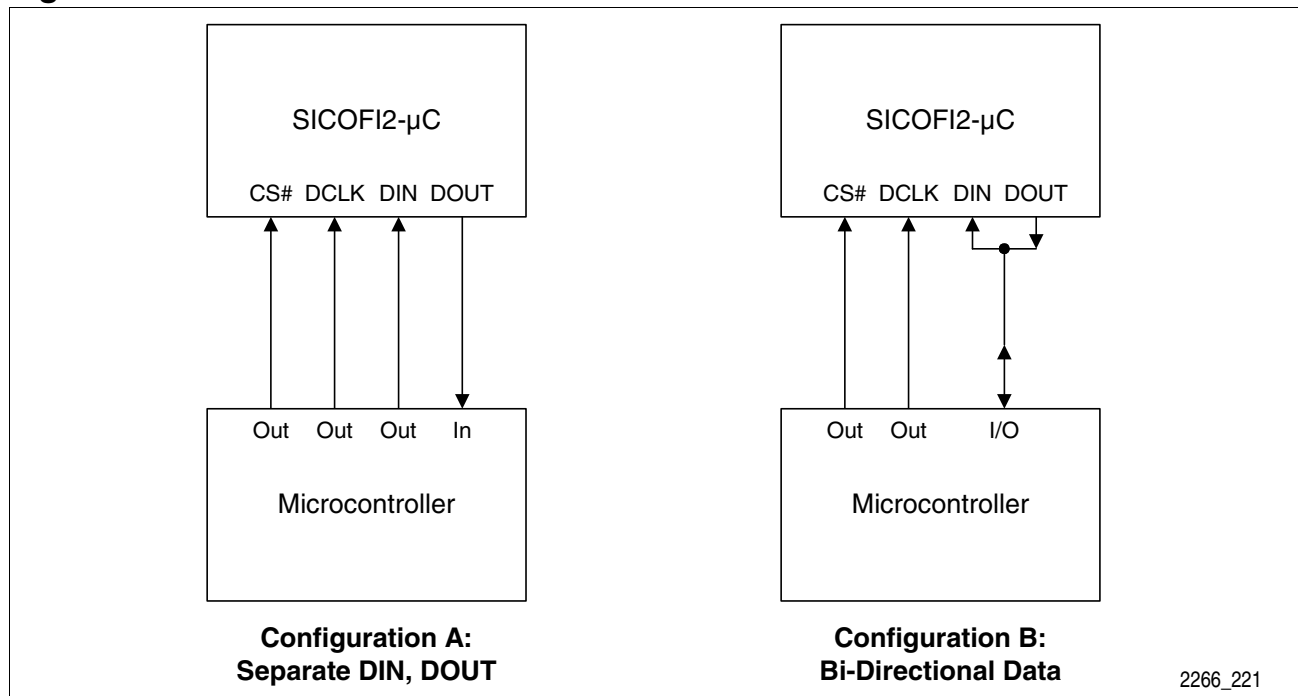 SICOFI2-µC
CS# DCLK DIN DOUT
Out Out Out In
Microcontroller
Configuration A:
Separate DIN, DOUT
SICOFI2-µC
CS# DCLK DIN DOUT
Out Out I/O
Microcontroller
Configuration B:
Bi-Directional Data
2266_221